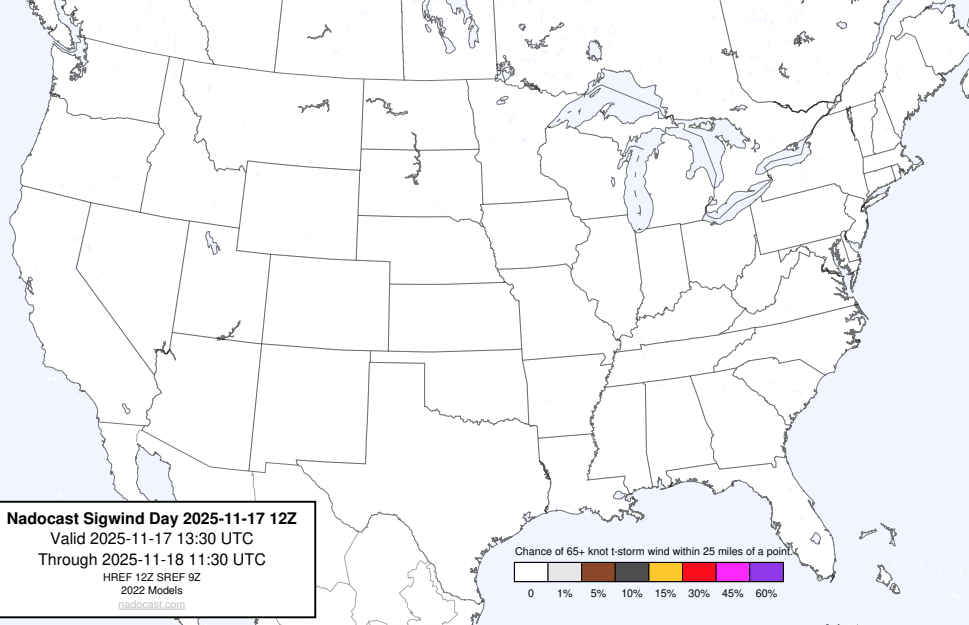 Nadocast Sigwind Day 2025-11-17 12Z
Valid 2025-11-17 13:30 UTC
Through 2025-11-18 11:30 UTC
HREF 12Z SREF 9Z
2022 Models
nadocast.com
Chance of 65+ knot t-storm wind within 25 miles of a point.
0 1% 5% 10% 15% 30% 45% 60%